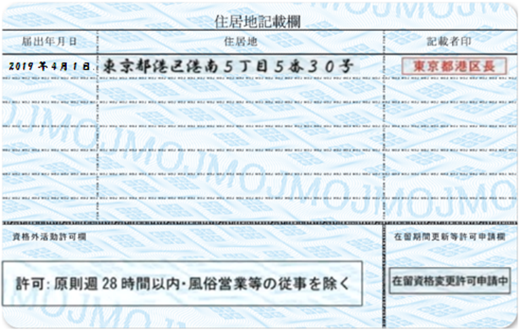 住居地記載欄
届出年月日 住居地 記載者印
2019年4月1日 東京都港区港南5丁目5番30号 東京都港区長
MOJMOJMOJMOJMOJ
資格外活動許可欄 在留期間更新等許可申請欄
許可:原則週28時間以内・風俗営業等の従事を除く 在留資格変更許可申請中